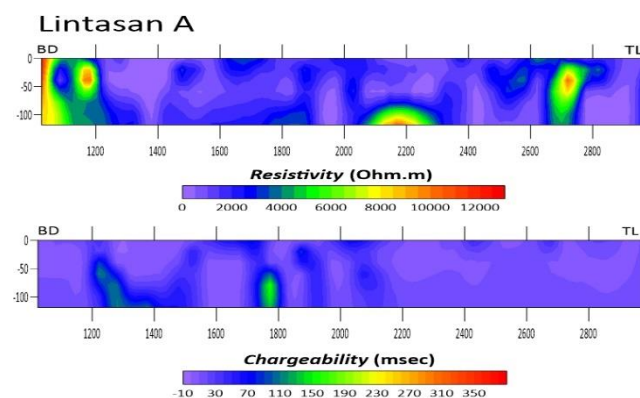 Lintasan A
BD TL
0
-50
-100
1200 1400 1600 1800 2000 2200 2400 2600 2800
Resistivity (Ohm.m)
0 2000 4000 6000 8000 10000 12000
BD TL
0
-50
-100
1200 1400 1600 1800 2000 2200 2400 2600 2800
Chargeability (msec)
-10 30 70 110 150 190 230 270 310 350